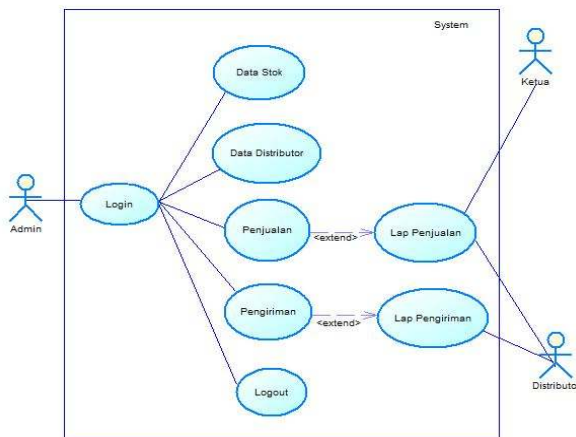 System
Data Stok
Ketua
Data Distributor
Admin
Login
Penjualan
<extend>
Lap Penjualan
Pengiriman
<extend>
Lap Pengiriman
Distributo
Logout